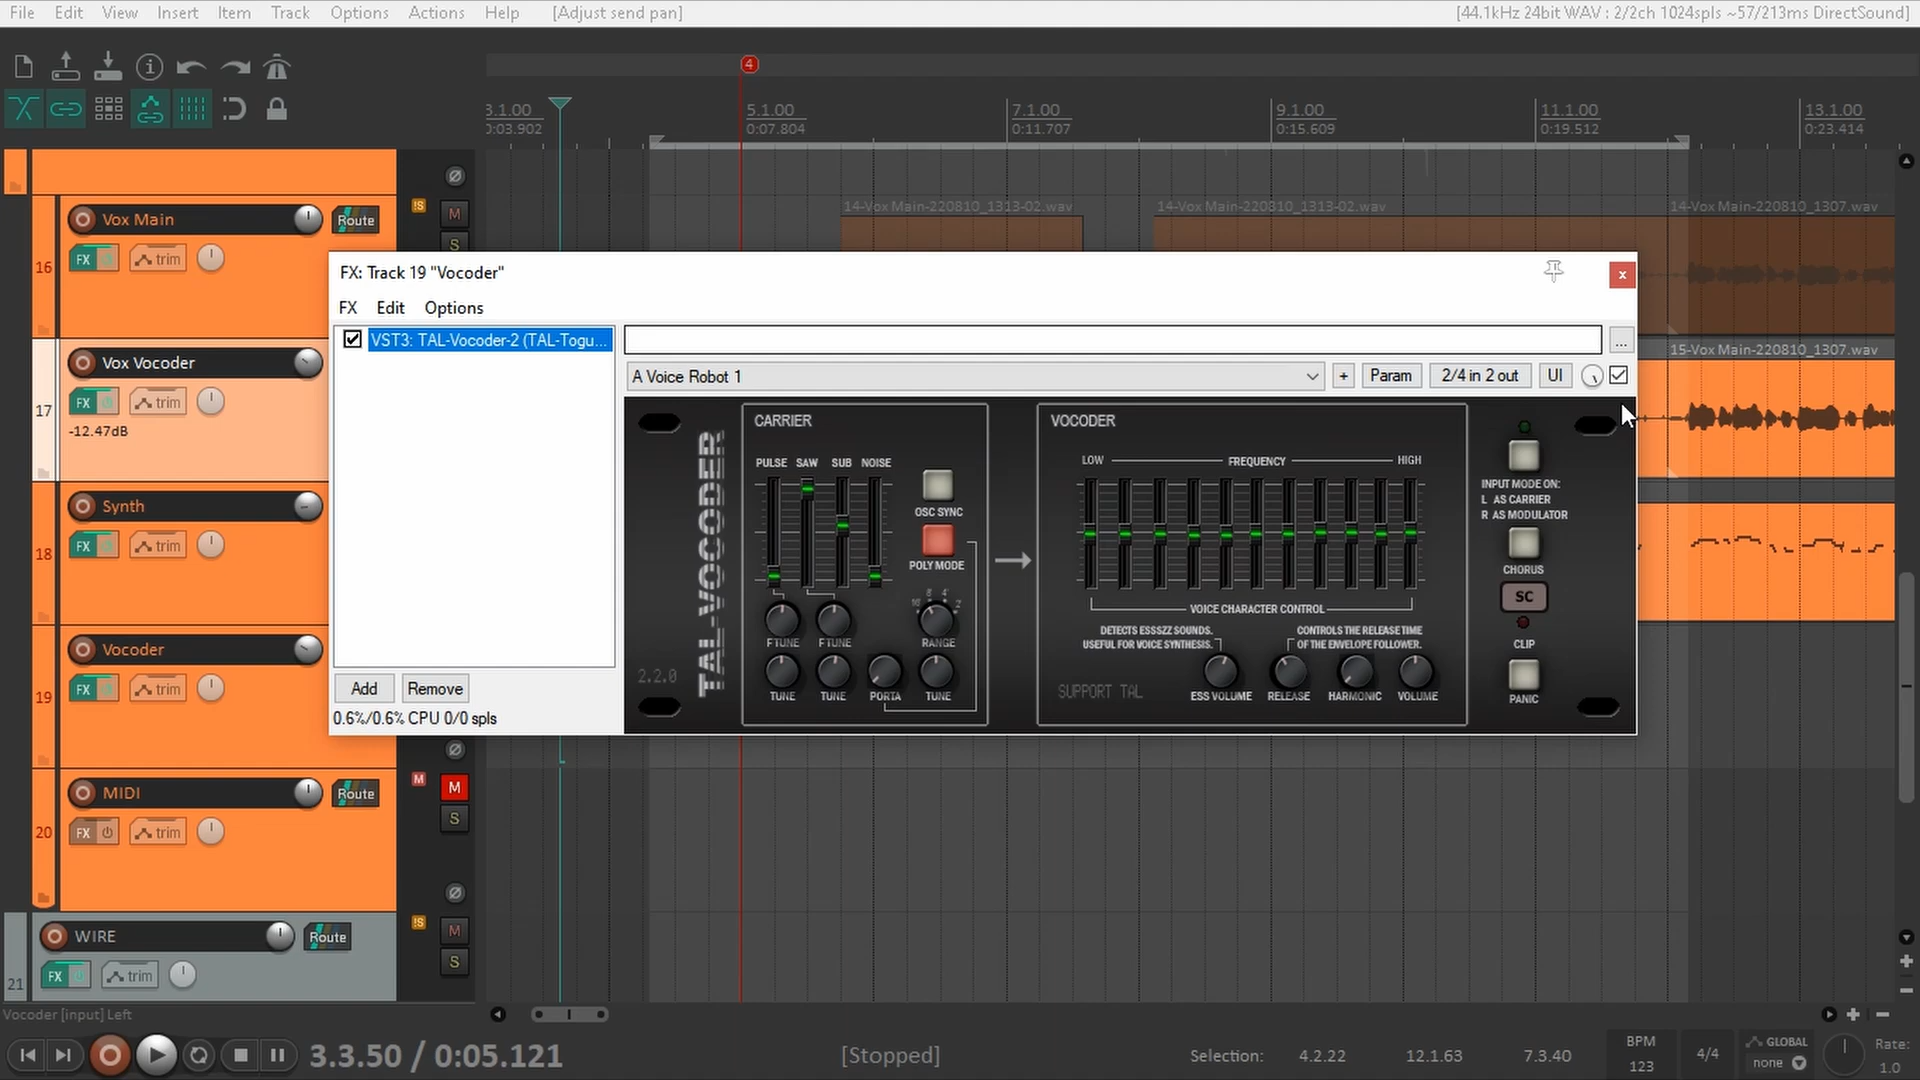 File Edit View Insert Item Track Options Actions Help [Adjust send pan] [44.1kHz 24bit WAV : 2/2ch 1024spls ~57/213ms DirectSound]
4
3.1.00 5.1.00 7.1.00 9.1.00 11.1.00 13.1.00
0:03.902 0:07.804 0:11.707 0:15.609 0:19.512 0:23.414
14-Vox Main-220810_1313-02.wav 14-Vox Main-220810_1313-02.wav 14-Vox Main-220810_1307.wav
16 Vox Main Route !S M
FX trim S
FX: Track 19 "Vocoder" x
FX Edit Options
VST3: TAL-Vocoder-2 (TAL-Togu... ...
A Voice Robot 1 + Param 2/4 in 2 out UI
15-Vox Main-220810_1307.wav
17 Vox Vocoder
FX trim
-12.47dB
18 Synth
FX trim
19 Vocoder
FX trim
TAL-VOCODER
2.2.0
CARRIER
PULSE SAW SUB NOISE
OSC SYNC
POLY MODE
16 8 4 2
FTUNE FTUNE RANGE
TUNE TUNE PORTA TUNE
VOCODER
LOW FREQUENCY HIGH
VOICE CHARACTER CONTROL
DETECTS ESSSZZ SOUNDS. CONTROLS THE RELEASE TIME
USEFUL FOR VOICE SYNTHESIS. OF THE ENVELOPE FOLLOWER.
SUPPORT TAL ESS VOLUME RELEASE HARMONIC VOLUME
INPUT MODE ON:
L AS CARRIER
R AS MODULATOR
CHORUS
SC
CLIP
PANIC
Add Remove
0.6%/0.6% CPU 0/0 spls
20 MIDI Route M M
FX trim S
21 WIRE Route !S M
FX trim S
Vocoder [input] Left
3.3.50 / 0:05.121 [Stopped] Selection: 4.2.22 12.1.63 7.3.40 BPM 123 4/4 GLOBAL none Rate: 1.0